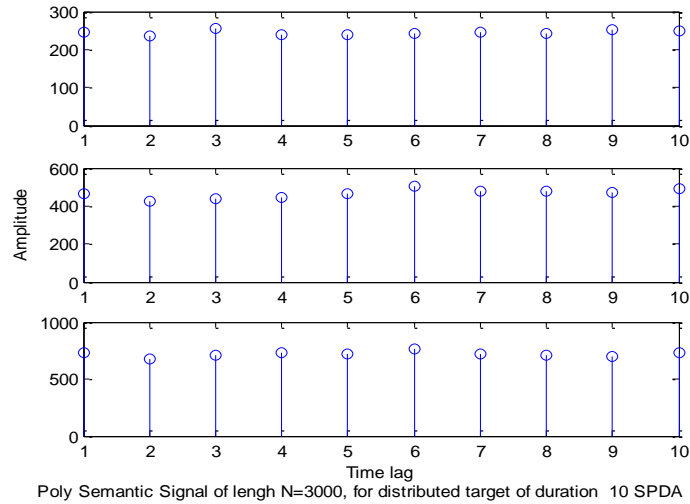 300
200
100
0
1 2 3 4 5 6 7 8 9 10
600
400
200
0
1 2 3 4 5 6 7 8 9 10
Amplitude
1000
500
0
1 2 3 4 5 6 7 8 9 10
Time lag
Poly Semantic Signal of lengh N=3000, for distributed target of duration 10 SPDA